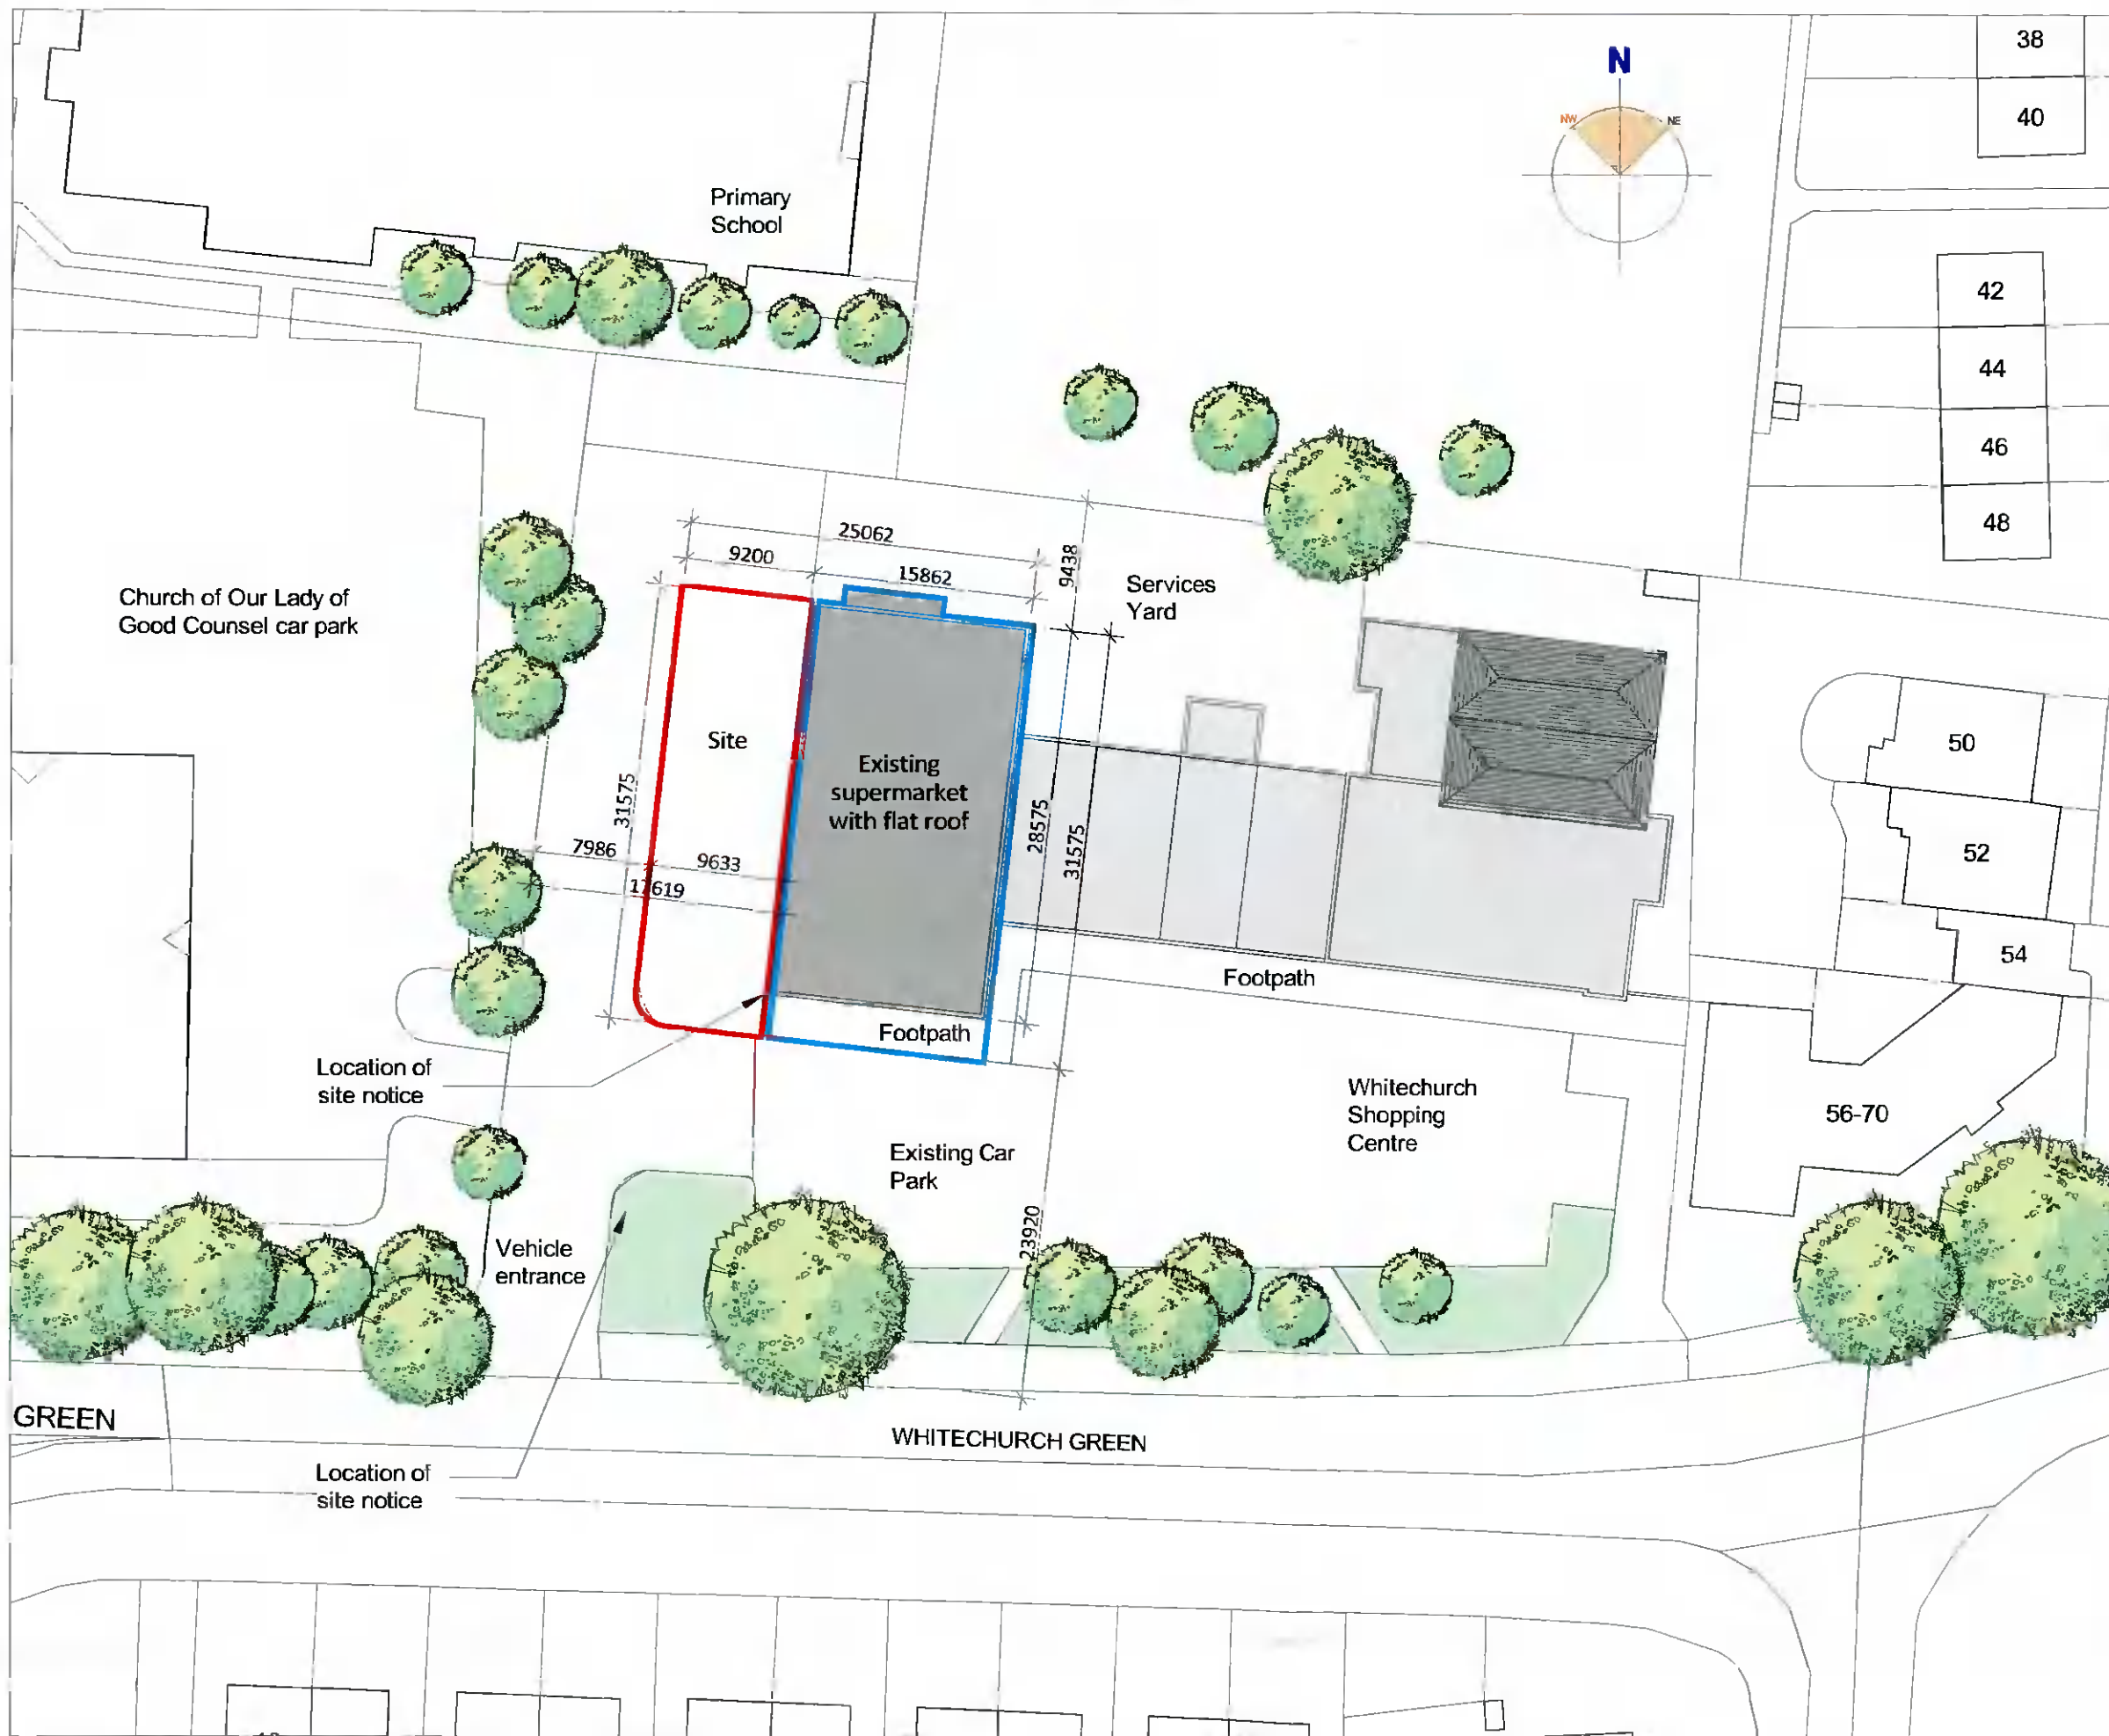 38
N
NW
NE
40
Primary
School
42
44
46
48
25062
9200
15862
9438
Services
Yard
Church of Our Lady of
Good Counsel car park
Site
Existing
supermarket
with flat roof
50
31575
28575
31575
7986
9633
17619
52
54
Footpath
Footpath
Location of
site notice
Whitechurch
Shopping
Centre
56-70
Existing Car
Park
23920
Vehicle
entrance
GREEN
WHITECHURCH GREEN
Location of
site notice